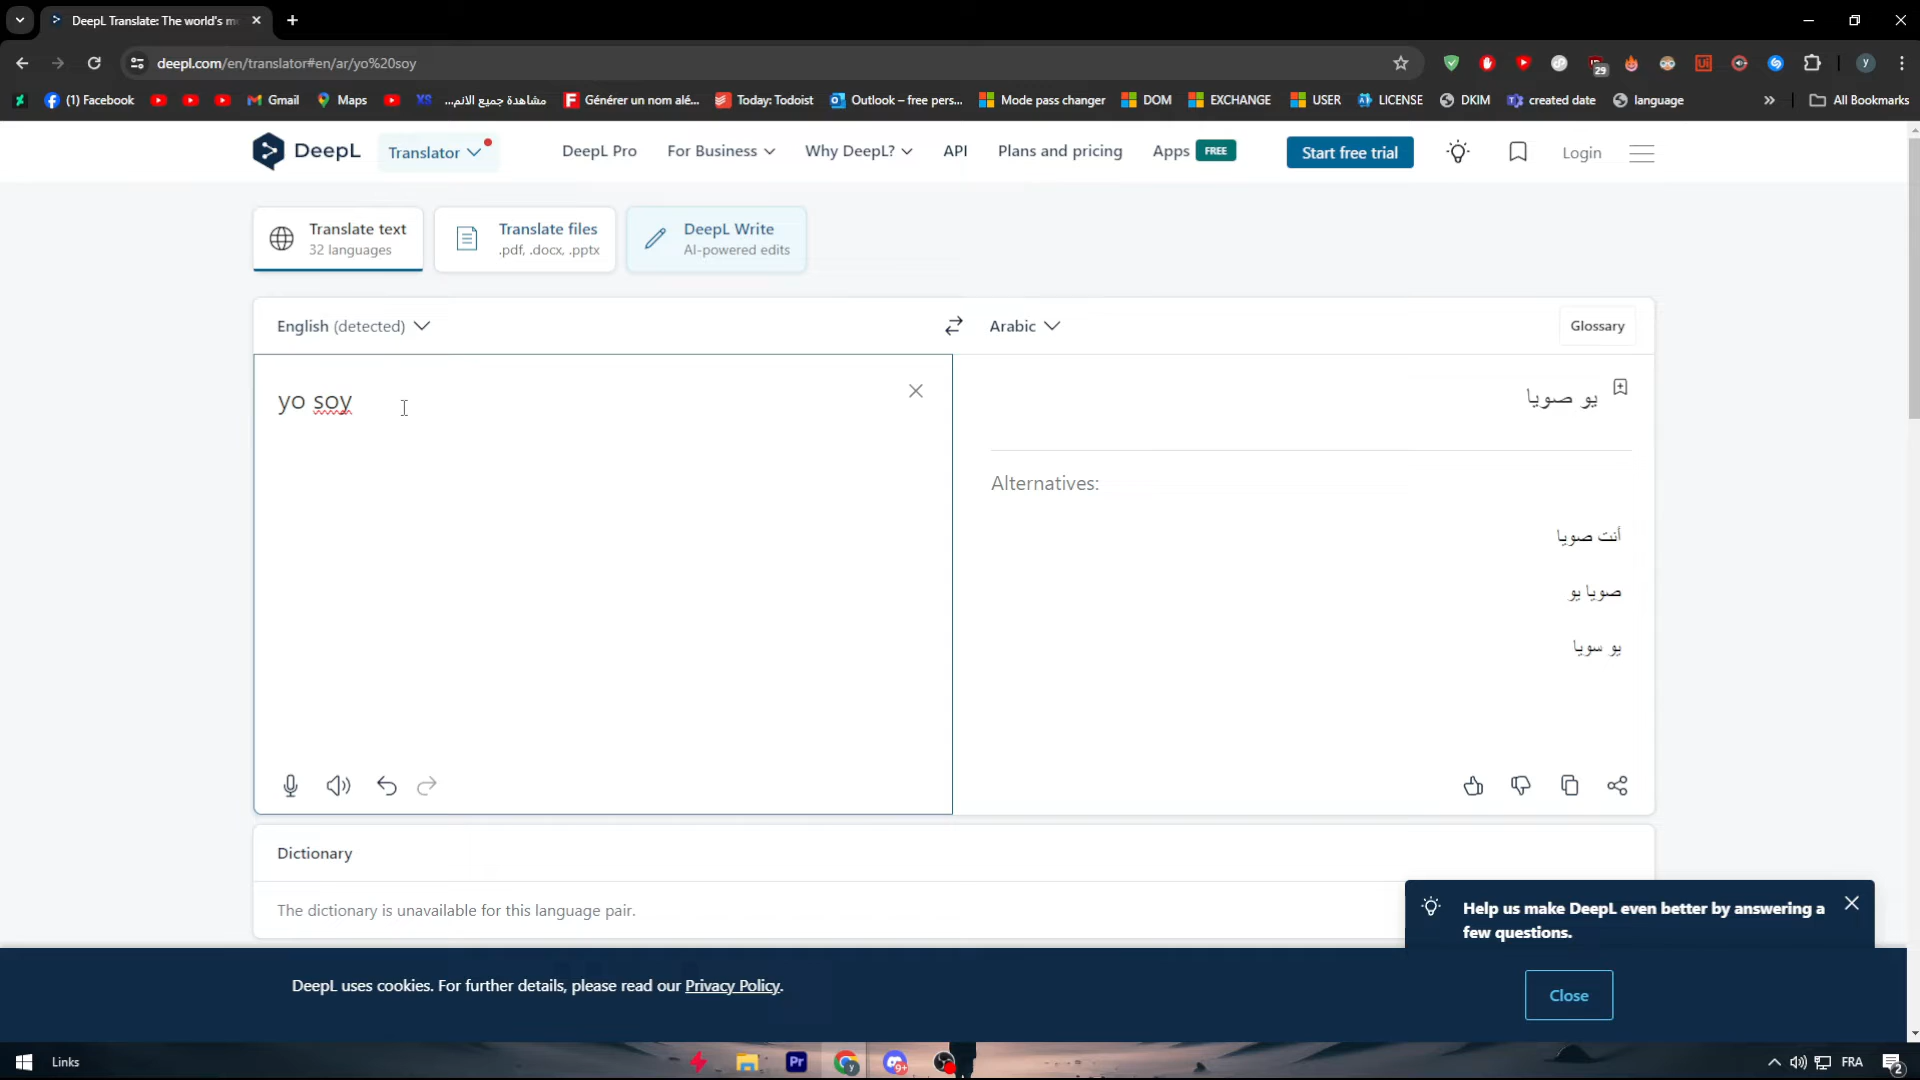 DeepL Translate: The world's m
deepl.com/en/translator#en/ar/yo%20soy
29
y
(1) Facebook
Gmail
Maps
YS
مشاهدة جميع الانم...
Générer un nom alé...
Today: Todoist
Outlook – free pers...
Mode pass changer
DOM
EXCHANGE
USER
LICENSE
DKIM
created date
language
All Bookmarks
DeepL
Translator
DeepL Pro
For Business
Why DeepL?
API
Plans and pricing
Apps FREE
Start free trial
Login
Translate text
32 languages
Translate files
.pdf, .docx, .pptx
DeepL Write
AI-powered edits
English (detected)
Arabic
Glossary
yo soy
يو صويا
Alternatives:
أنت صويا
صويا يو
يو سويا
Dictionary
The dictionary is unavailable for this language pair.
Help us make DeepL even better by answering a
few questions.
DeepL uses cookies. For further details, please read our Privacy Policy.
Close
Links
Pr
9+
FRA
2